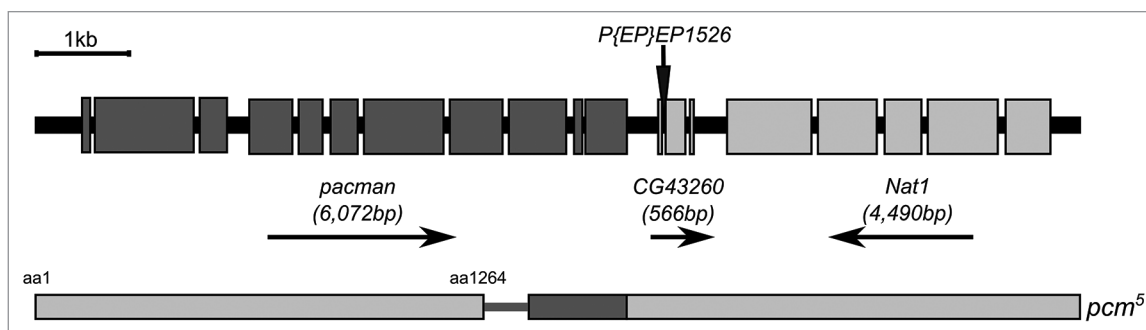 1kb
P{EP}EP1526
pacman
(6,072bp)
CG43260
(566bp)
Nat1
(4,490bp)
aa1
aa1264
pcm⁵